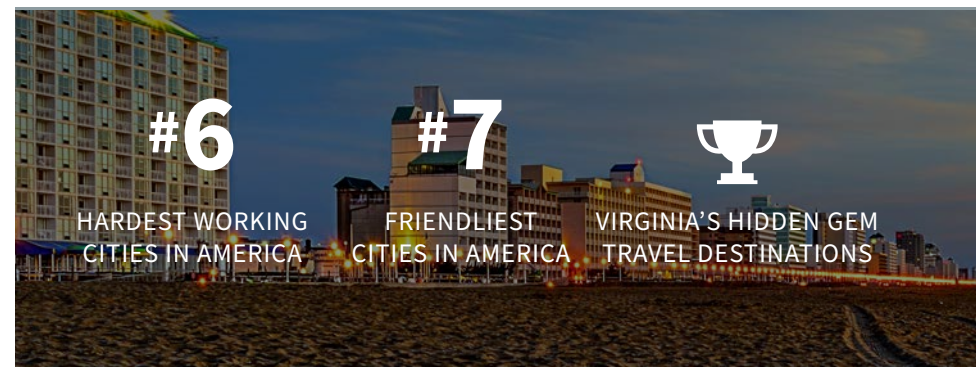 #6
HARDEST WORKING
CITIES IN AMERICA
#7
FRIENDLIEST
CITIES IN AMERICA
VIRGINIA’S HIDDEN GEM
TRAVEL DESTINATIONS